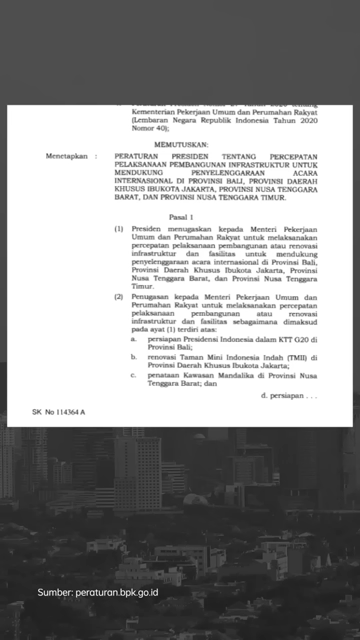 Kementerian Pekerjaan Umum dan Perumahan Rakyat
(Lembaran Negara Republik Indonesia Tahun 2020
Nomor 40);
MEMUTUSKAN:
Menetapkan : PERATURAN PRESIDEN TENTANG PERCEPATAN
PELAKSANAAN PEMBANGUNAN INFRASTRUKTUR UNTUK
MENDUKUNG PENYELENGGARAAN ACARA
INTERNASIONAL DI PROVINSI BALI, PROVINSI DAERAH
KHUSUS IBUKOTA JAKARTA, PROVINSI NUSA TENGGARA
BARAT, DAN PROVINSI NUSA TENGGARA TIMUR.
Pasal 1
(1) Presiden menugaskan kepada Menteri Pekerjaan
Umum dan Perumahan Rakyat untuk melaksanakan
percepatan pelaksanaan pembangunan atau renovasi
infrastruktur dan fasilitas untuk mendukung
penyelenggaraan acara internasional di Provinsi Bali,
Provinsi Daerah Khusus Ibukota Jakarta, Provinsi
Nusa Tenggara Barat, dan Provinsi Nusa Tenggara
Timur.
(2) Penugasan kepada Menteri Pekerjaan Umum dan
Perumahan Rakyat untuk melaksanakan percepatan
pelaksanaan pembangunan atau renovasi
infrastruktur dan fasilitas sebagaimana dimaksud
pada ayat (1) terdiri atas:
a. persiapan Presidensi Indonesia dalam KTT G20 di
Provinsi Bali;
b. renovasi Taman Mini Indonesia Indah (TMII) di
Provinsi Daerah Khusus Ibukota Jakarta;
c. penataan Kawasan Mandalika di Provinsi Nusa
Tenggara Barat; dan
d. persiapan . . .
SK No 114364 A
Sumber: peraturan.bpk.go.id